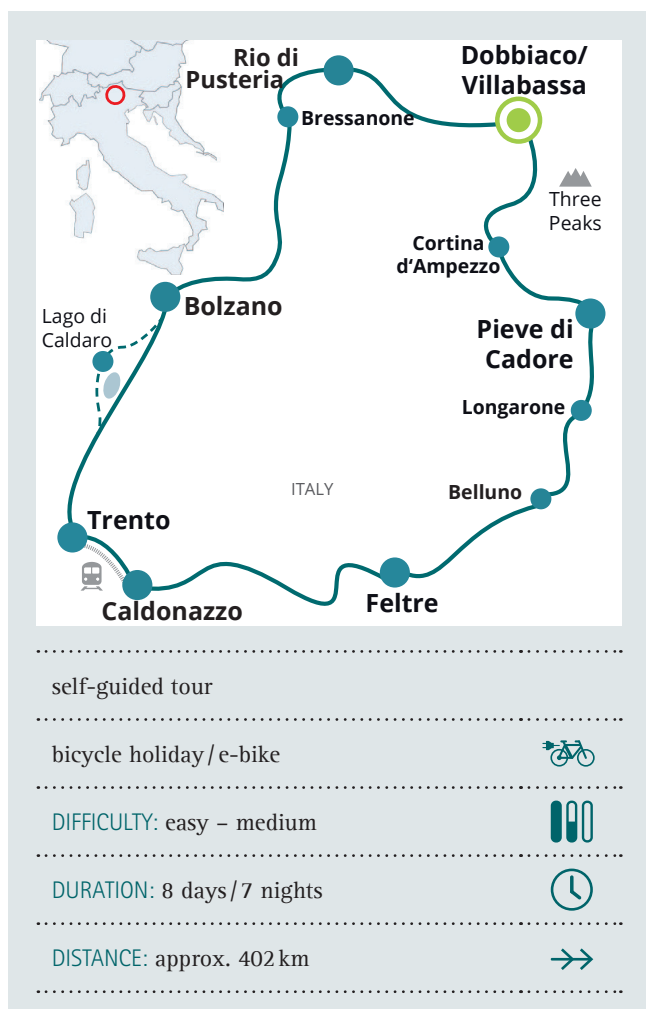 Rio di
Pusteria
Dobbiaco/
Villabassa
Bressanone
Three
Peaks
Cortina
d‘Ampezzo
Bolzano
Lago di
Caldaro
Pieve di
Cadore
Longarone
ITALY
Belluno
Trento
Caldonazzo
Feltre
self-guided tour
bicycle holiday / e-bike
DIFFICULTY: easy – medium
DURATION: 8 days / 7 nights
DISTANCE: approx. 402 km